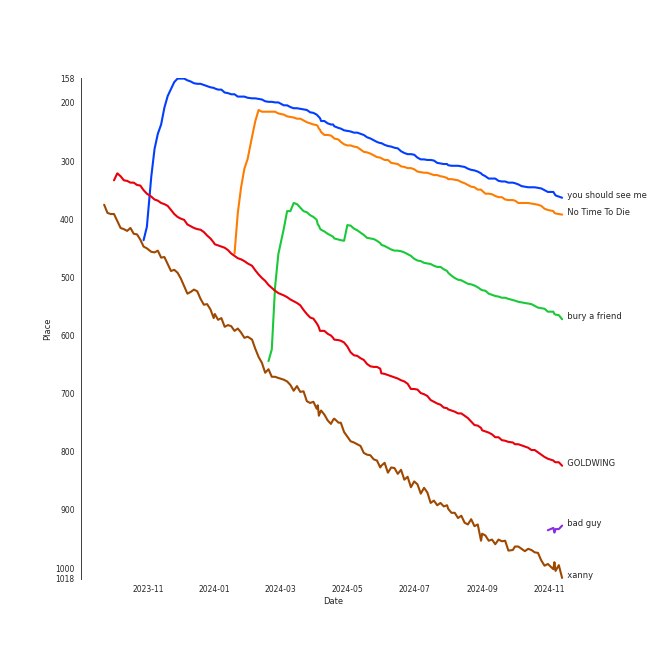 158
200
300
400
500
600
700
800
900
1000
1018
Place
2023-11
2024-01
2024-03
2024-05
2024-07
2024-09
2024-11
Date
you should see me
No Time To Die
bury a friend
GOLDWING
bad guy
xanny